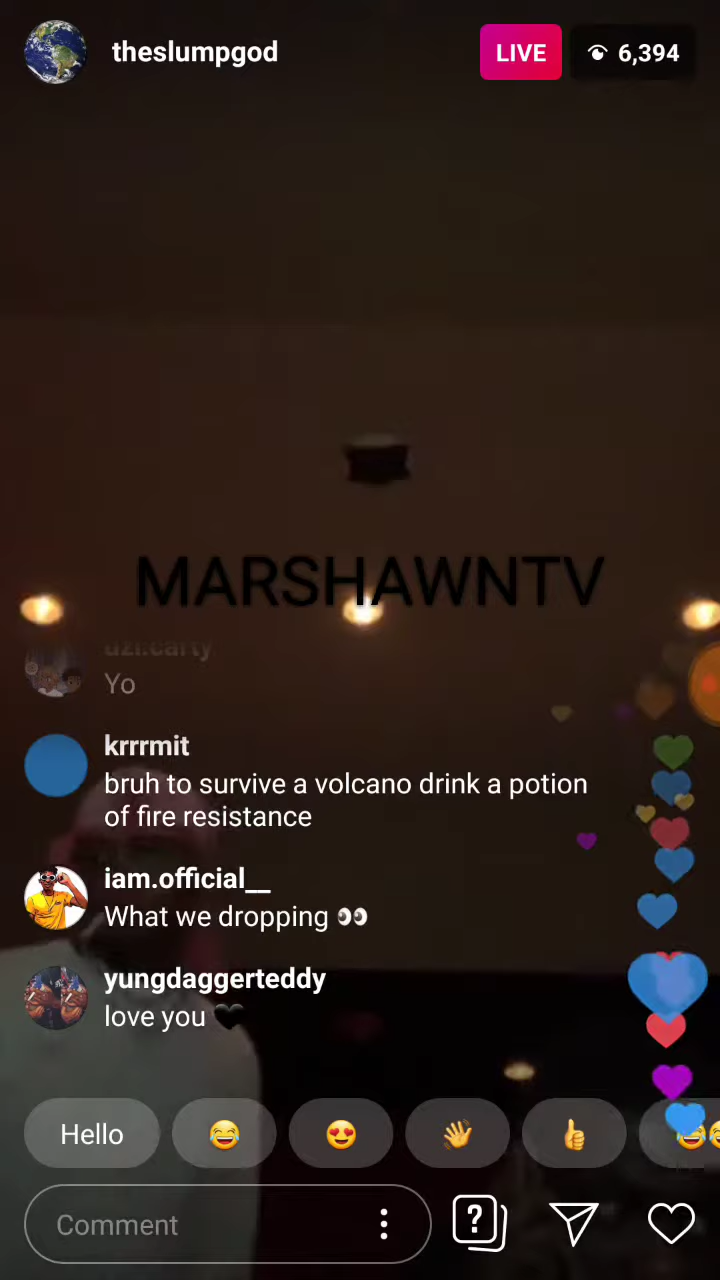 theslumpgod
LIVE
6,394
MARSHAWNTV
uzi.carty
Yo
krrrmit
bruh to survive a volcano drink a potion
of fire resistance
iam.official__
What we dropping 👀
yungdaggerteddy
love you 🖤
Hello
Comment